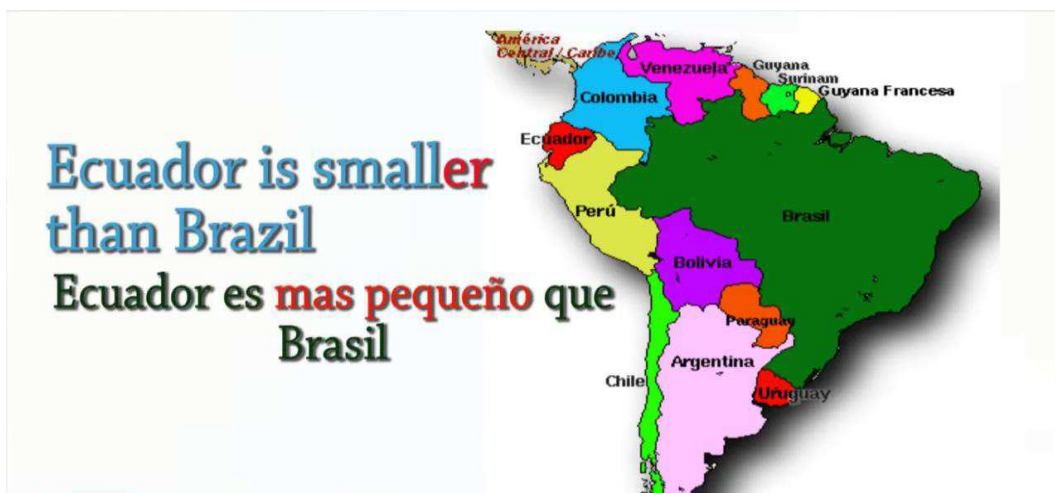 Ecuador is smaller
than Brazil
Ecuador es mas pequeño que
Brasil
América
Central / Caribe
Venezuela
Guyana
Surinam
Guyana Francesa
Colombia
Ecuador
Perú
Brasil
Bolivia
Paraguay
Argentina
Chile
Uruguay